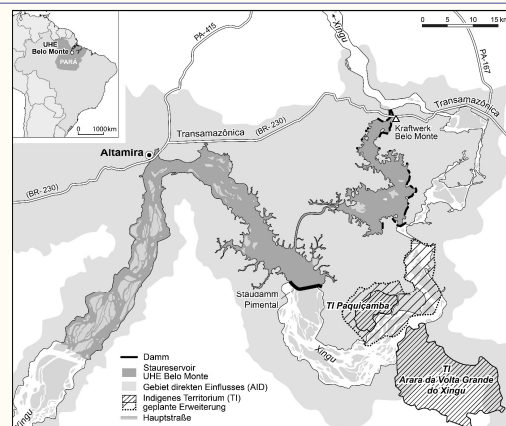 UHE
Belo Monte
PARÁ
0 1000km
PA-415
Xingu
0 5 10 15 km
PA-167
Transamazônica
Kraftwerk
Belo Monte
Transamazônica (BR-230)
Altamira
(BR-230)
Staudamm
Pimental
TI Paquiçamba
Xingu
TI
Arara da Volta Grande
do Xingu
Xingu
Damm
Staureservoir
UHE Belo Monte
Gebiet direkten Einflusses (AID)
Indigenes Territorium (TI)
geplante Erweiterung
Hauptstraße